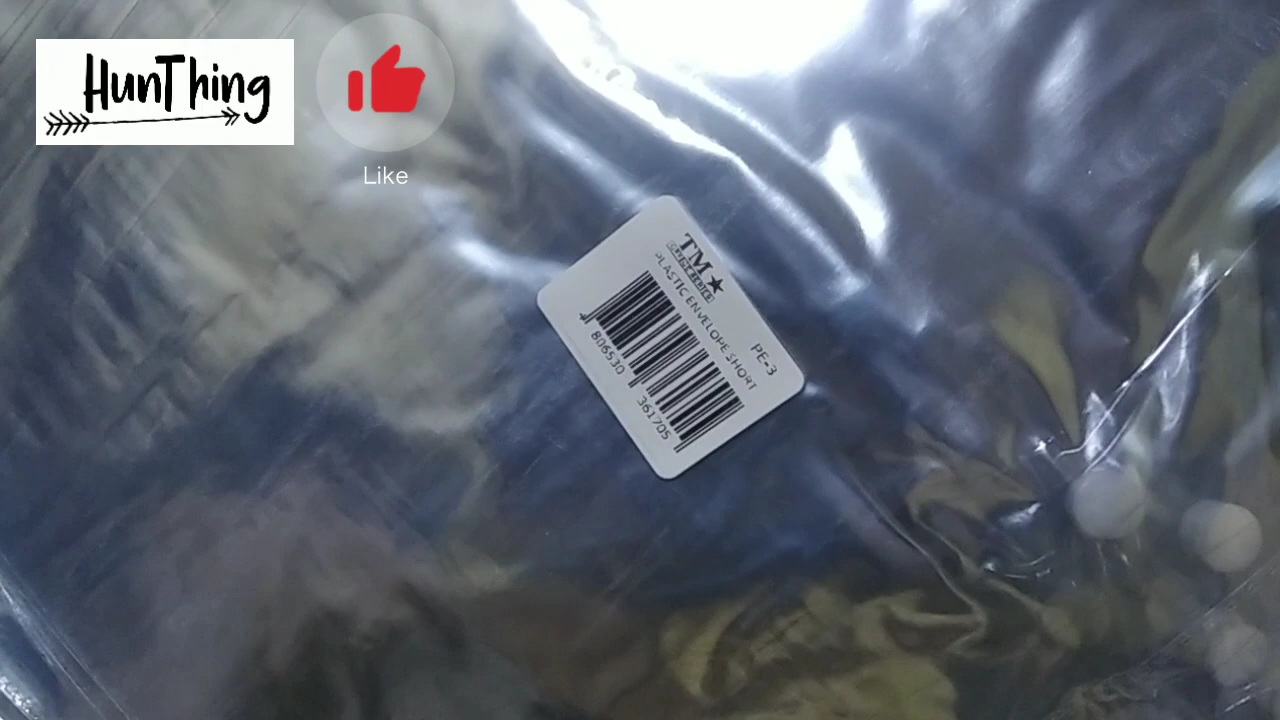 HunThing
Like
TM★
PLASTIC ENVELOPE SHORT
PE-3
806530 361705